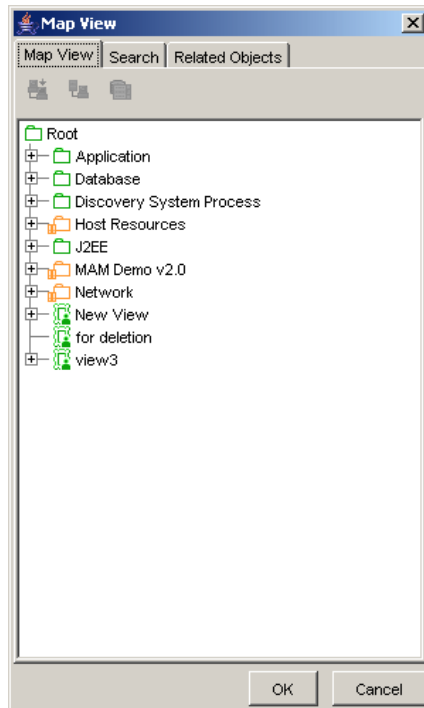 Map View
Map View Search Related Objects
Root
Application
Database
Discovery System Process
Host Resources
J2EE
MAM Demo v2.0
Network
New View
for deletion
view3
OK Cancel